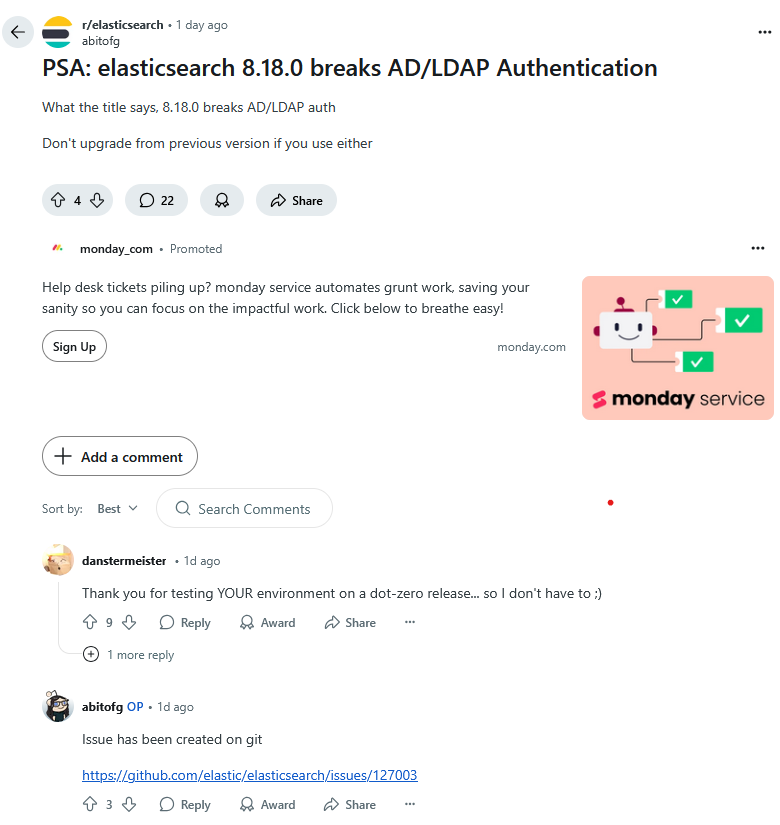 r/elasticsearch • 1 day ago
abitofg
PSA: elasticsearch 8.18.0 breaks AD/LDAP Authentication
What the title says, 8.18.0 breaks AD/LDAP auth
Don't upgrade from previous version if you use either
4 22 Share
monday_com • Promoted
Help desk tickets piling up? monday service automates grunt work, saving your
sanity so you can focus on the impactful work. Click below to breathe easy!
Sign Up
monday.com
monday service
Add a comment
Sort by: Best Search Comments
danstermeister • 1d ago
Thank you for testing YOUR environment on a dot-zero release... so I don't have to ;)
9 Reply Award Share ...
1 more reply
abitofg OP • 1d ago
Issue has been created on git
https://github.com/elastic/elasticsearch/issues/127003
3 Reply Award Share ...